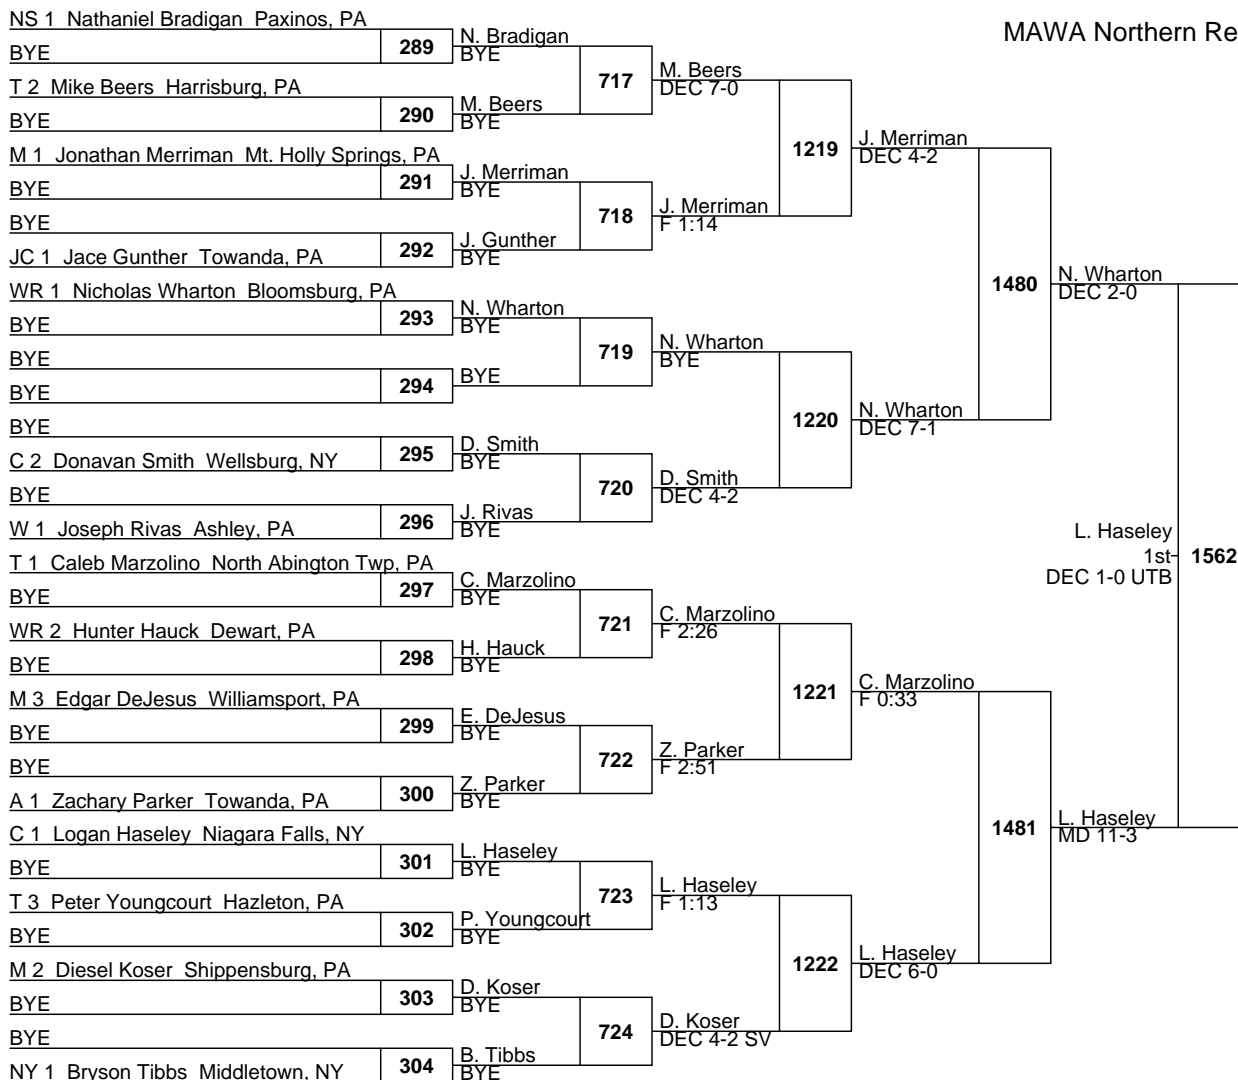 MAWA Northern Re
NS 1 Nathaniel Bradigan Paxinos, PA
BYE
289
T 2 Mike Beers Harrisburg, PA
BYE
290
M 1 Jonathan Merriman Mt. Holly Springs, PA
BYE
291
BYE
JC 1 Jace Gunther Towanda, PA
292
WR 1 Nicholas Wharton Bloomsburg, PA
BYE
293
BYE
BYE
294
BYE
C 2 Donavan Smith Wellsburg, NY
295
BYE
W 1 Joseph Rivas Ashley, PA
296
T 1 Caleb Marzolino North Abington Twp, PA
BYE
297
WR 2 Hunter Hauck Dewart, PA
BYE
298
M 3 Edgar DeJesus Williamsport, PA
BYE
299
BYE
A 1 Zachary Parker Towanda, PA
300
C 1 Logan Haseley Niagara Falls, NY
BYE
301
T 3 Peter Youngcourt Hazleton, PA
BYE
302
M 2 Diesel Koser Shippensburg, PA
BYE
303
BYE
NY 1 Bryson Tibbs Middletown, NY
304
N. Bradigan
BYE
717
M. Beers
BYE
J. Merriman
BYE
718
J. Gunther
BYE
N. Wharton
BYE
719
BYE
D. Smith
BYE
720
J. Rivas
BYE
C. Marzolino
BYE
721
H. Hauck
BYE
E. DeJesus
BYE
722
Z. Parker
BYE
L. Haseley
BYE
723
P. Youngcourt
BYE
D. Koser
BYE
724
B. Tibbs
BYE
M. Beers
DEC 7-0
1219
J. Merriman
F 1:14
N. Wharton
BYE
1220
D. Smith
DEC 4-2
C. Marzolino
F 2:26
1221
Z. Parker
F 2:51
L. Haseley
F 1:13
1222
D. Koser
DEC 4-2 SV
J. Merriman
DEC 4-2
1480
N. Wharton
DEC 7-1
C. Marzolino
F 0:33
1481
L. Haseley
DEC 6-0
N. Wharton
DEC 2-0
L. Haseley
1st
DEC 1-0 UTB
1562
L. Haseley
MD 11-3